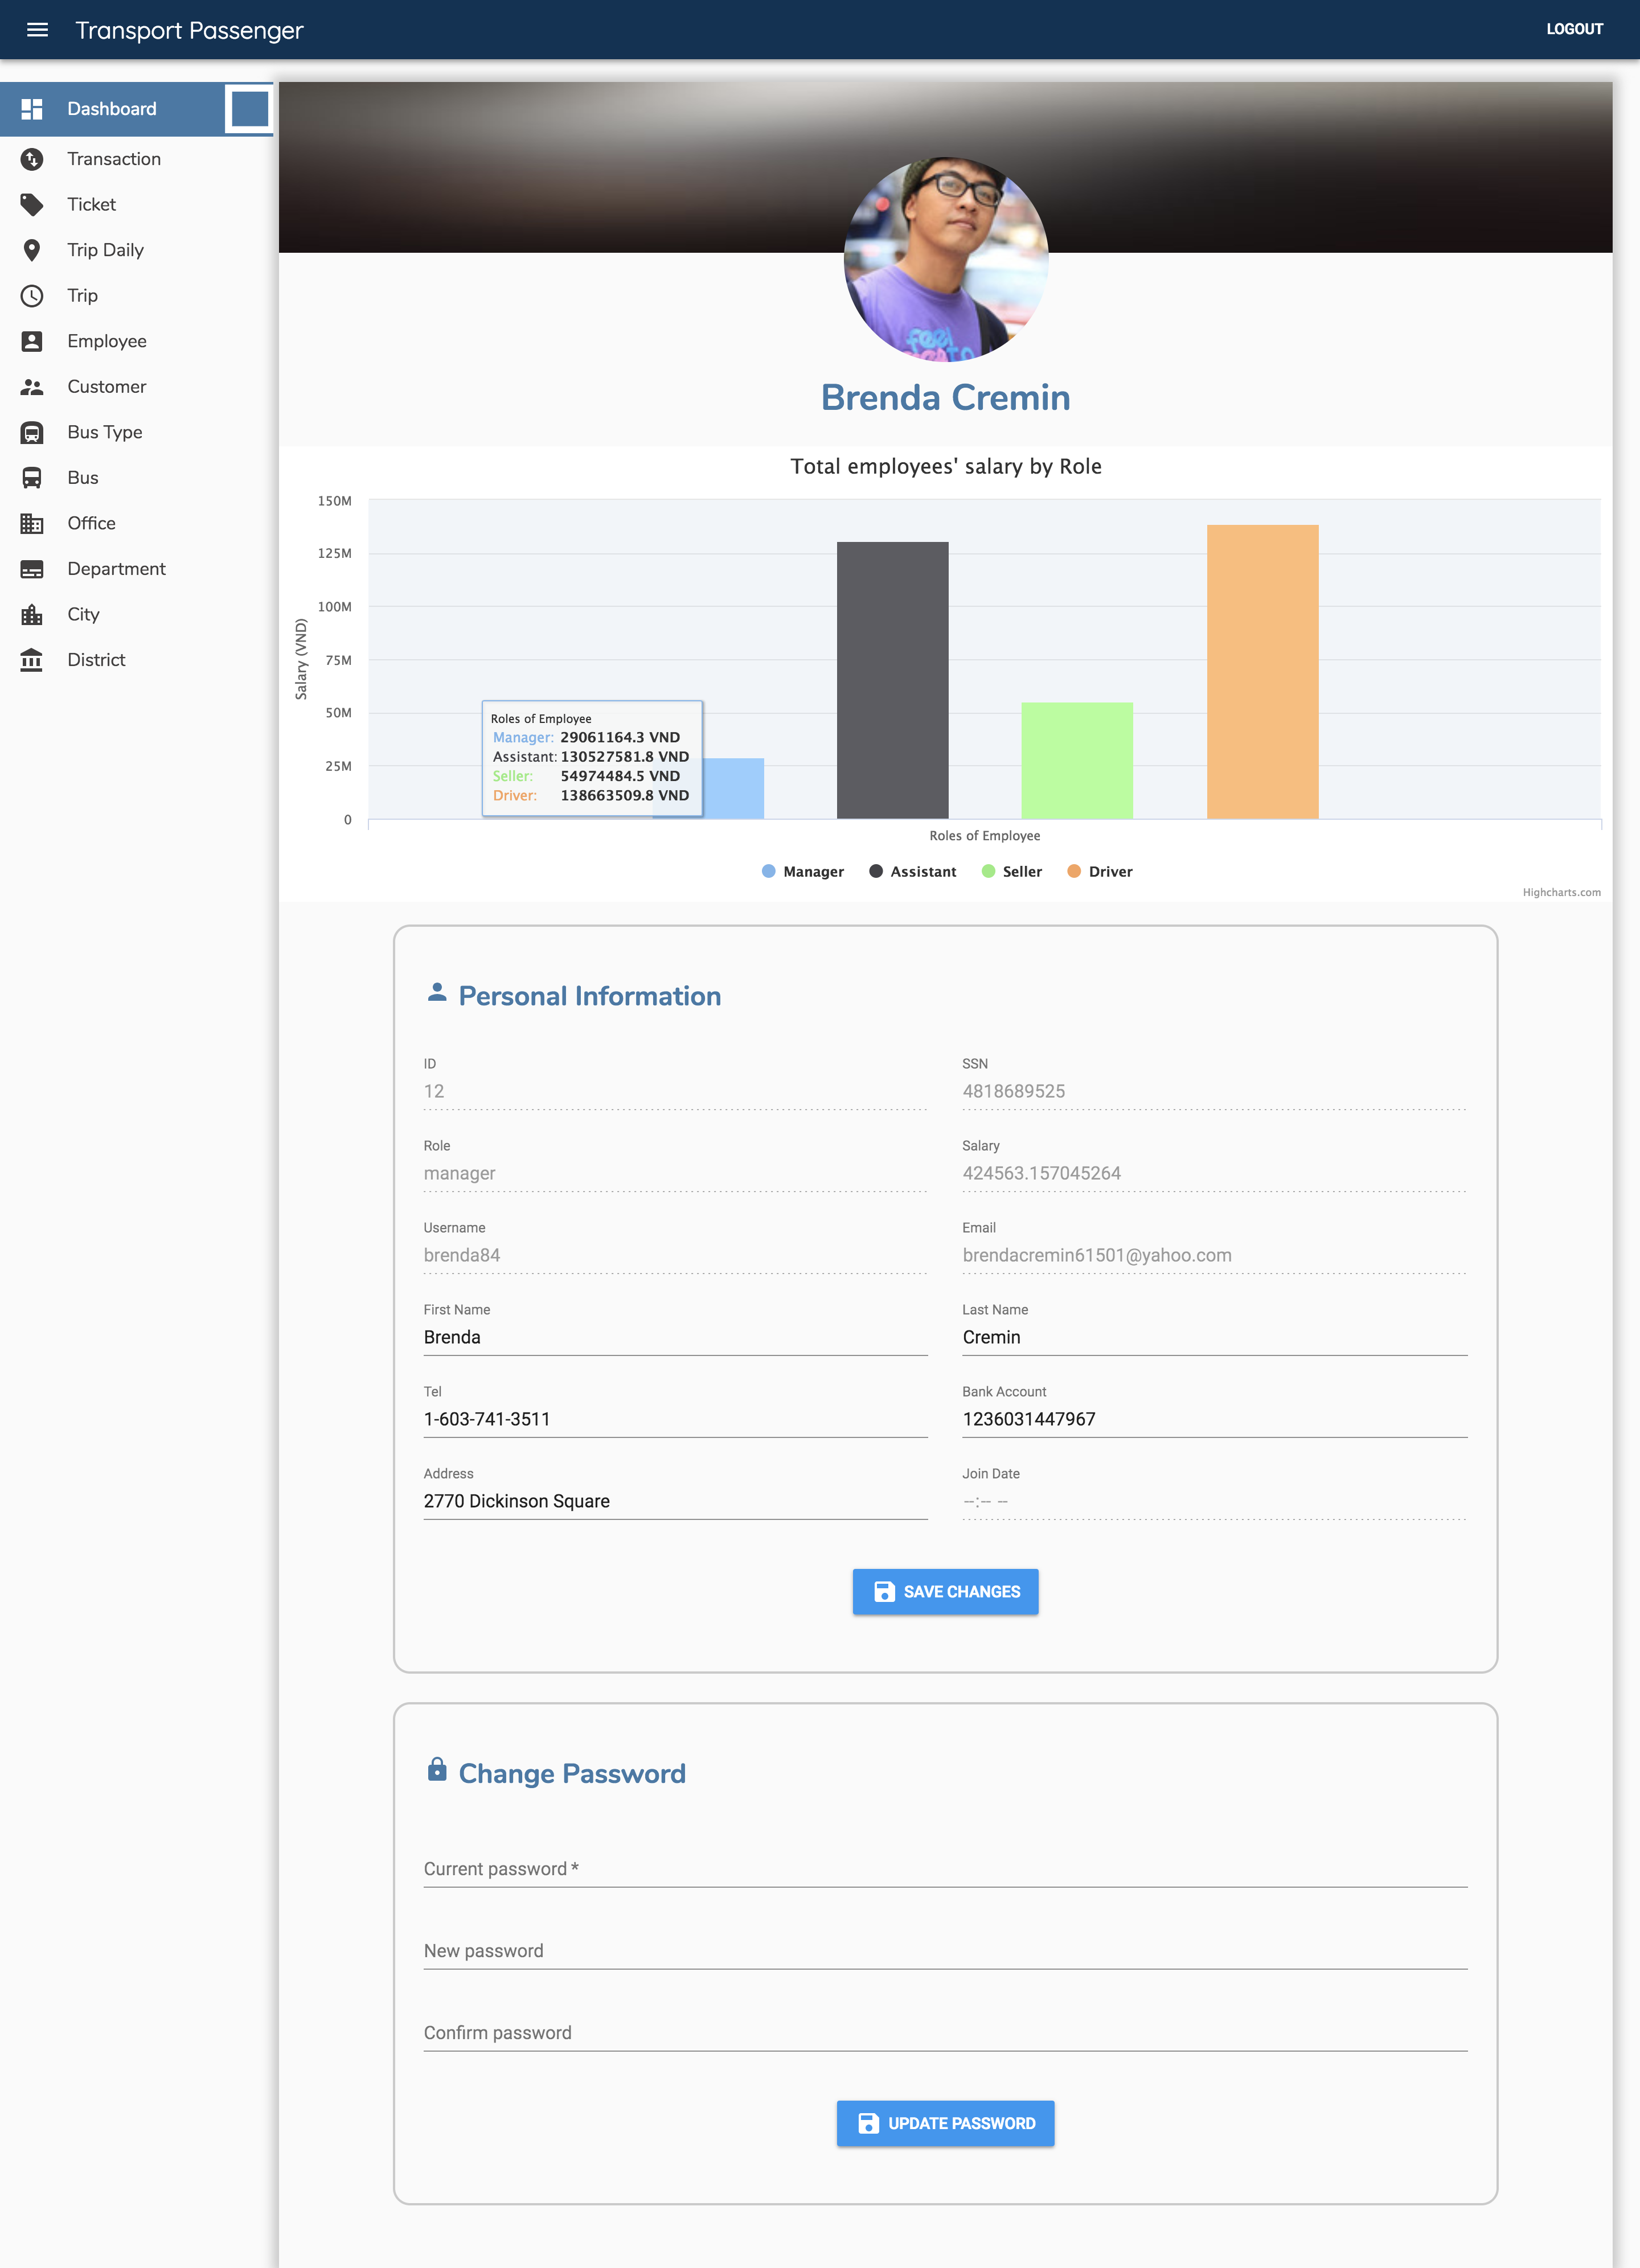 Transport Passenger
LOGOUT
Dashboard
Transaction
Ticket
Trip Daily
Trip
Employee
Customer
Bus Type
Bus
Office
Department
City
District
Brenda Cremin
Total employees' salary by Role
Salary (VND)
150M
125M
100M
75M
50M
25M
0
Roles of Employee
Manager: 29061164.3 VND
Assistant: 130527581.8 VND
Seller: 54974484.5 VND
Driver: 138663509.8 VND
Roles of Employee
Manager Assistant Seller Driver
Highcharts.com
Personal Information
ID
12
SSN
4818689525
Role
manager
Salary
424563.157045264
Username
brenda84
Email
brendacremin61501@yahoo.com
First Name
Brenda
Last Name
Cremin
Tel
1-603-741-3511
Bank Account
1236031447967
Address
2770 Dickinson Square
Join Date
--:-- --
SAVE CHANGES
Change Password
Current password *
New password
Confirm password
UPDATE PASSWORD